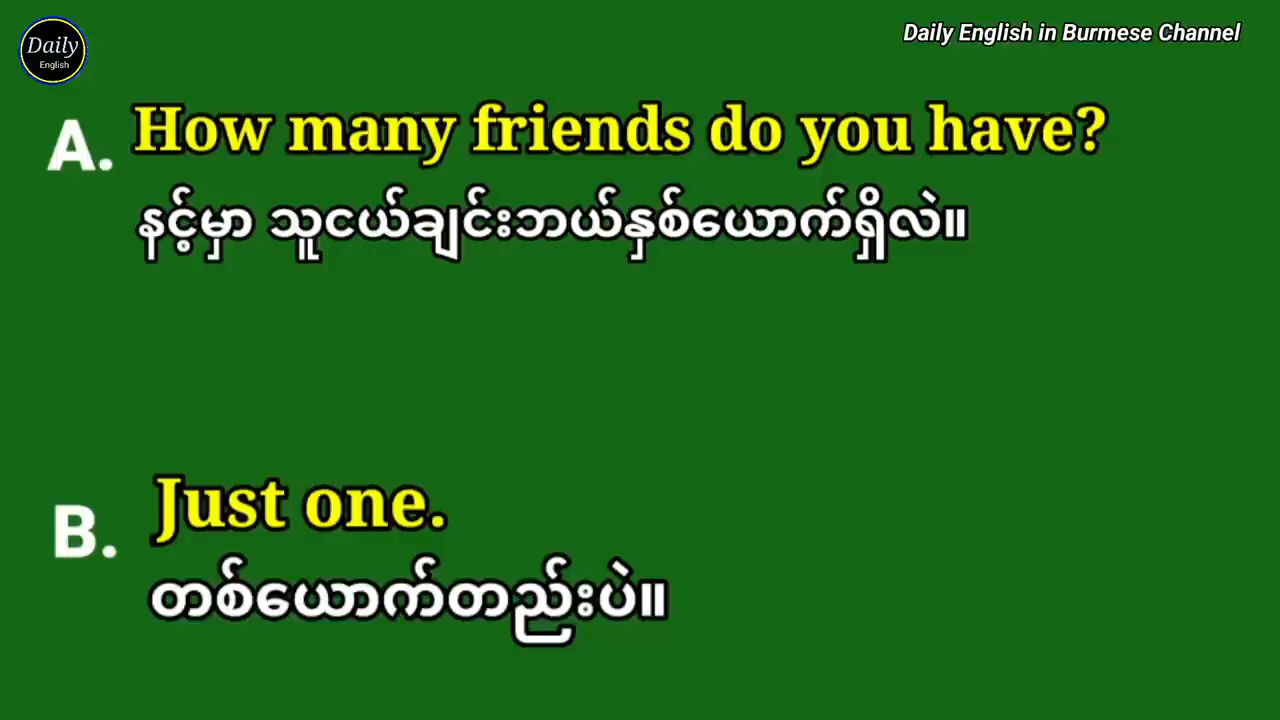 Daily
English
Daily English in Burmese Channel
A. How many friends do you have?
နင့်မှာ သူငယ်ချင်းဘယ်နှစ်ယောက်ရှိလဲ။
B. Just one.
တစ်ယောက်တည်းပဲ။